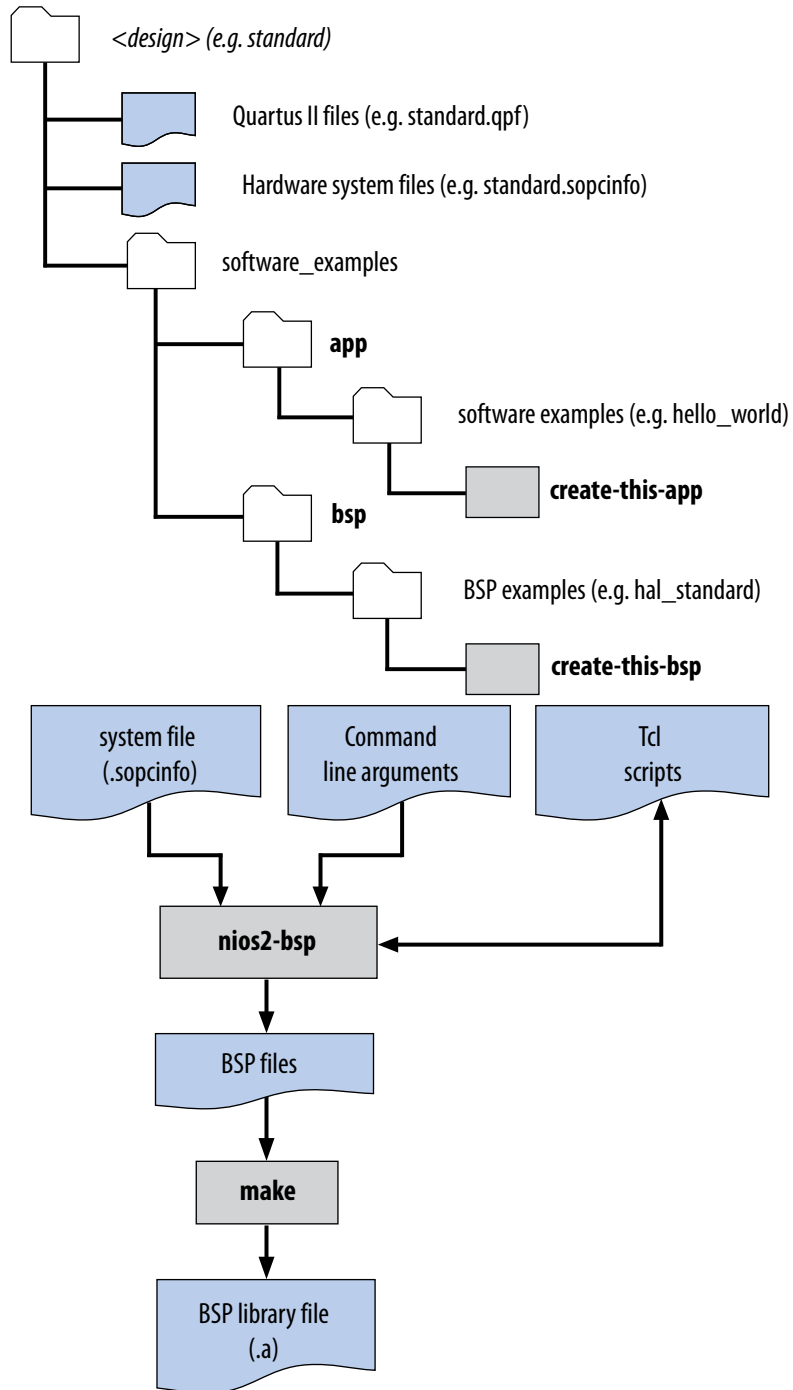 <design> (e.g. standard)
Quartus II files (e.g. standard.qpf)
Hardware system files (e.g. standard.sopcinfo)
software_examples
app
software examples (e.g. hello_world)
create-this-app
bsp
BSP examples (e.g. hal_standard)
create-this-bsp
system file
(.sopcinfo)
Command
line arguments
Tcl
scripts
nios2-bsp
BSP files
make
BSP library file
(.a)